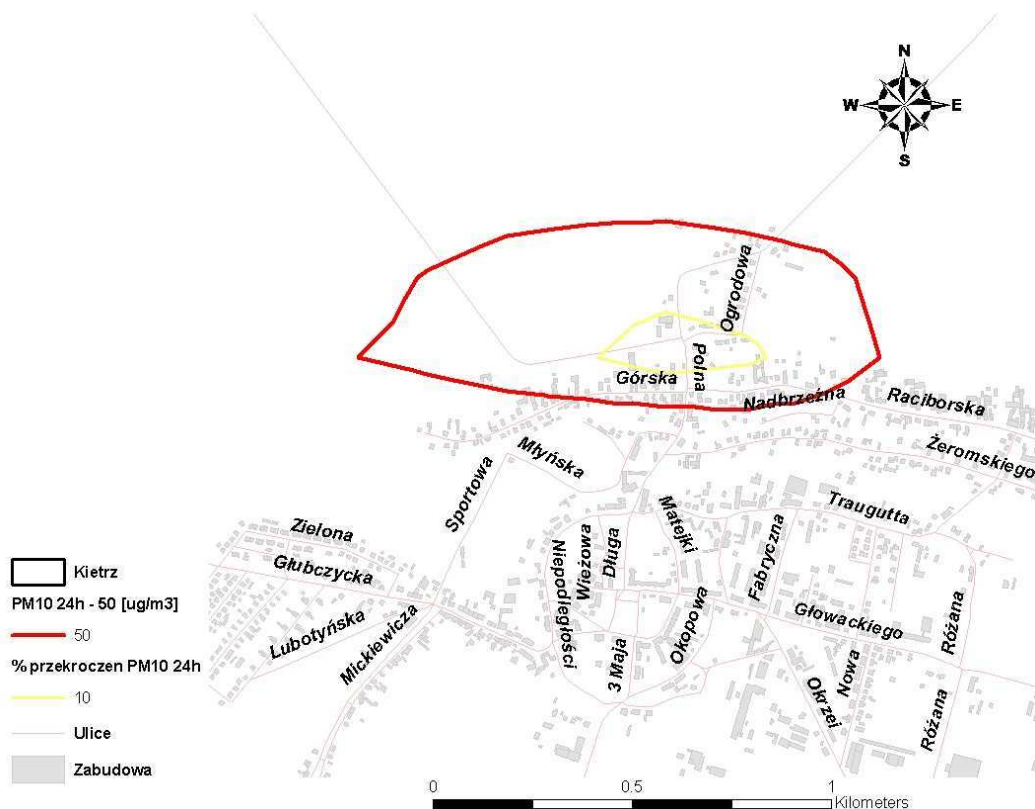 N
W E
S
Ogrodowa
Polna
Górska
Nadbrzeżna
Raciborska
Żeromskiego
Młyńska
Sportowa
Traugutta
Matejki
Fabryczna
Wieżowa
Długa
Niepodległości
Zielona
Głubczycka
Lubotyńska
Mickiewicza
Okopowa
3 Maja
Głowackiego
Okrzei
Nowa
Różana
Różana
Kietrz
PM10 24h - 50 [ug/m3]
50
% przekroczen PM10 24h
10
Ulice
Zabudowa
0 0.5 1
Kilometers